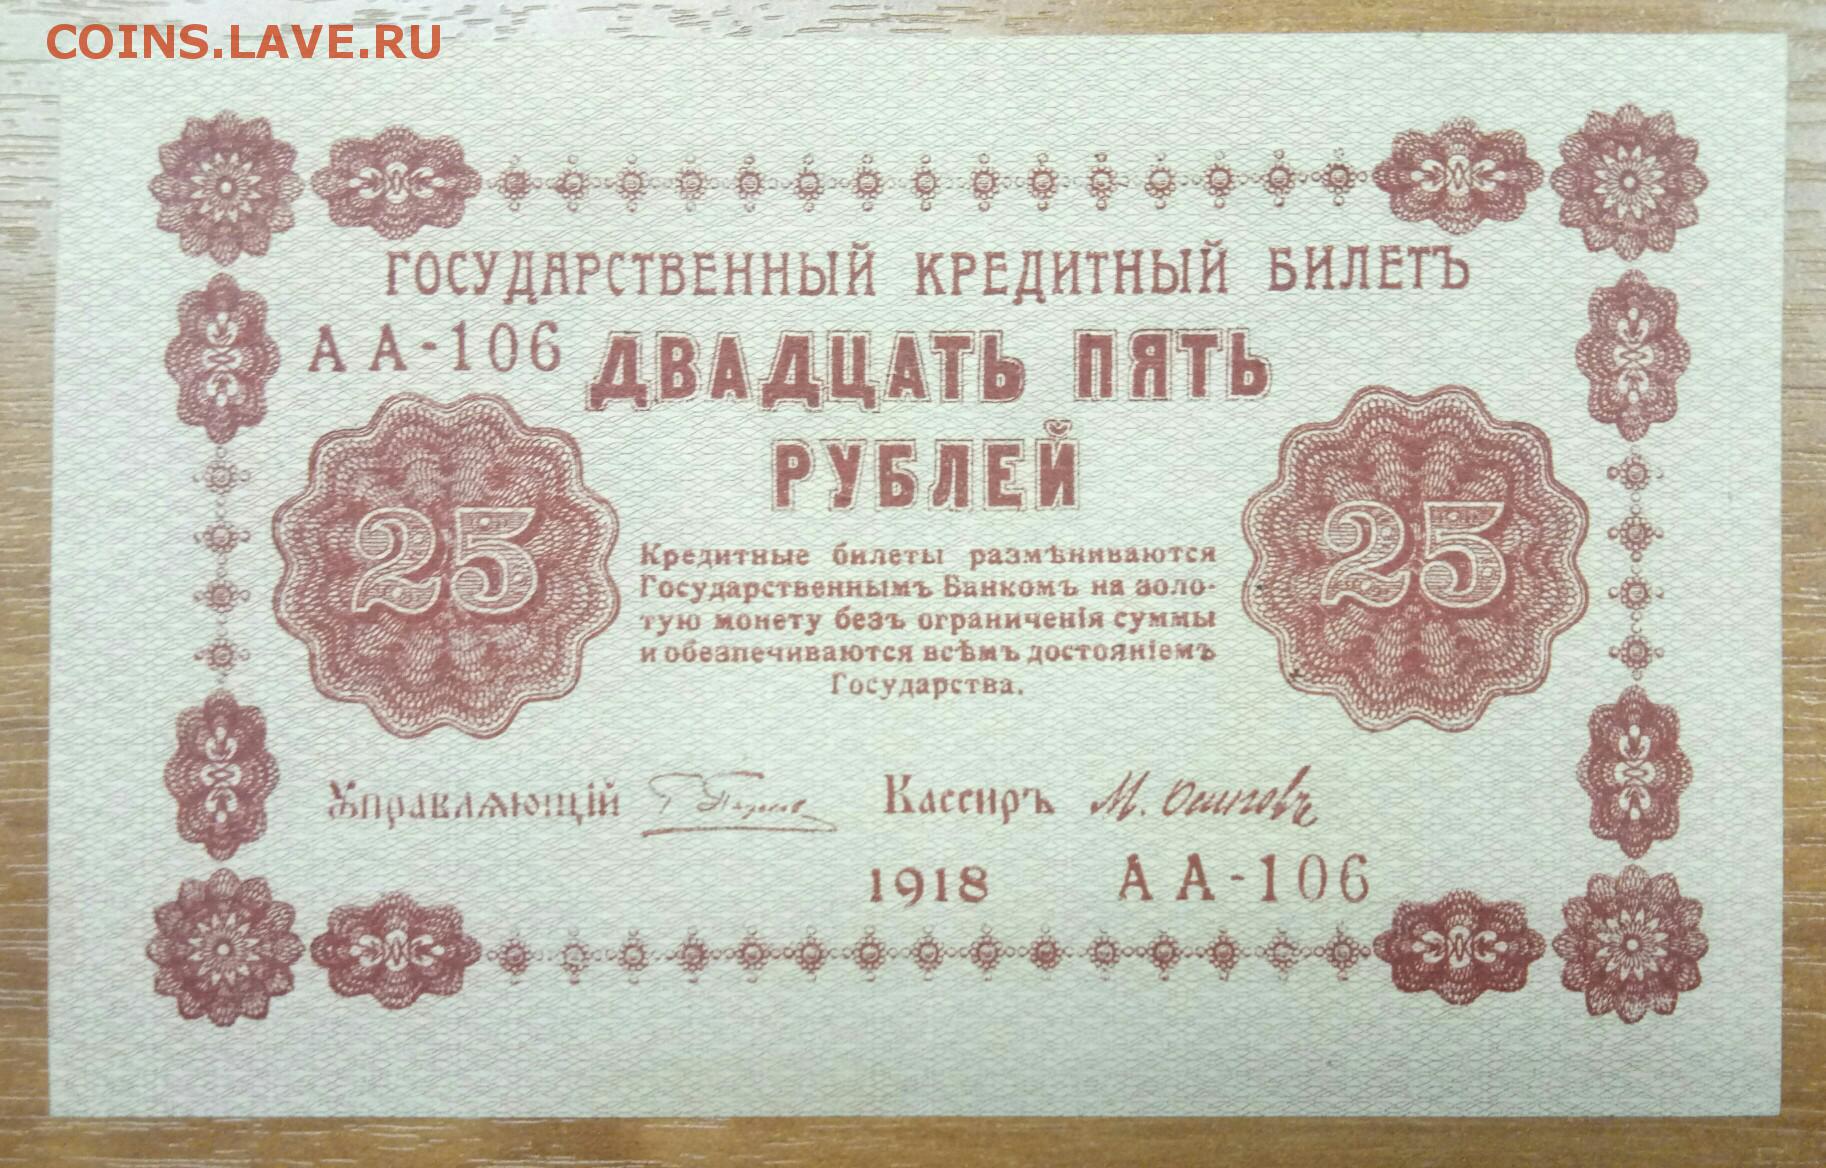 COINS.LAVE.RU
ГОСУДАРСТВЕННЫЙ КРЕДИТНЫЙ БИЛЕТЪ
АА-106
ДВАДЦАТЬ ПЯТЬ
РУБЛЕЙ
25
Кредитные билеты размѣниваются
Государственнымъ Банкомъ на золо-
тую монету безъ ограниченія суммы
и обезпечиваются всѣмъ достояніемъ
Государства.
25
Управляющій Кассиръ М. Осиповъ
1918 АА-106